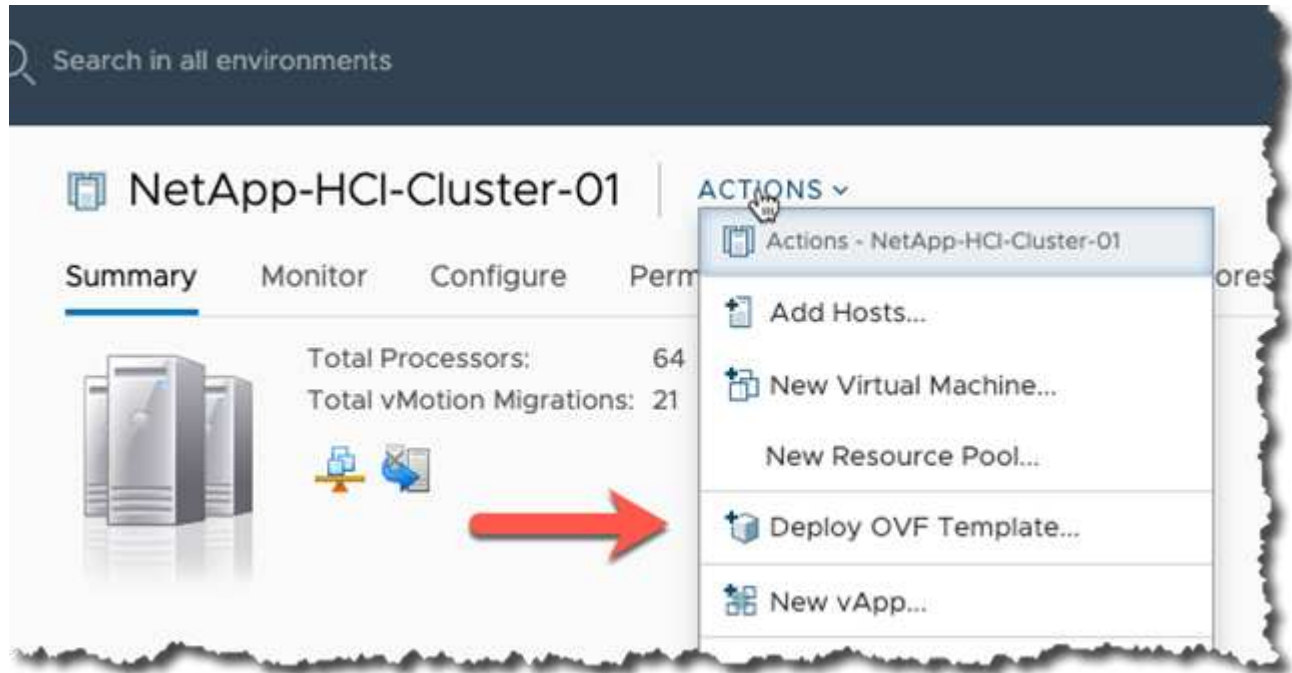 Search in all environments
NetApp-HCI-Cluster-01
ACTIONS
Actions - NetApp-HCI-Cluster-01
Summary Monitor Configure Perm ores
Add Hosts...
Total Processors: 64
Total vMotion Migrations: 21
New Virtual Machine...
New Resource Pool...
Deploy OVF Template...
New vApp...